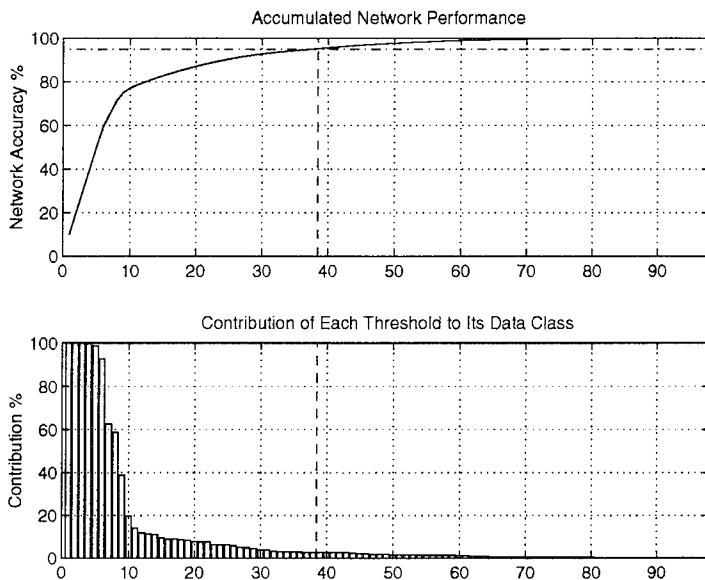 Accumulated Network Performance
100
80
60
40
20
0
Network Accuracy %
0 10 20 30 40 50 60 70 80 90
Contribution of Each Threshold to Its Data Class
100
80
60
40
20
0
Contribution %
0 10 20 30 40 50 60 70 80 90